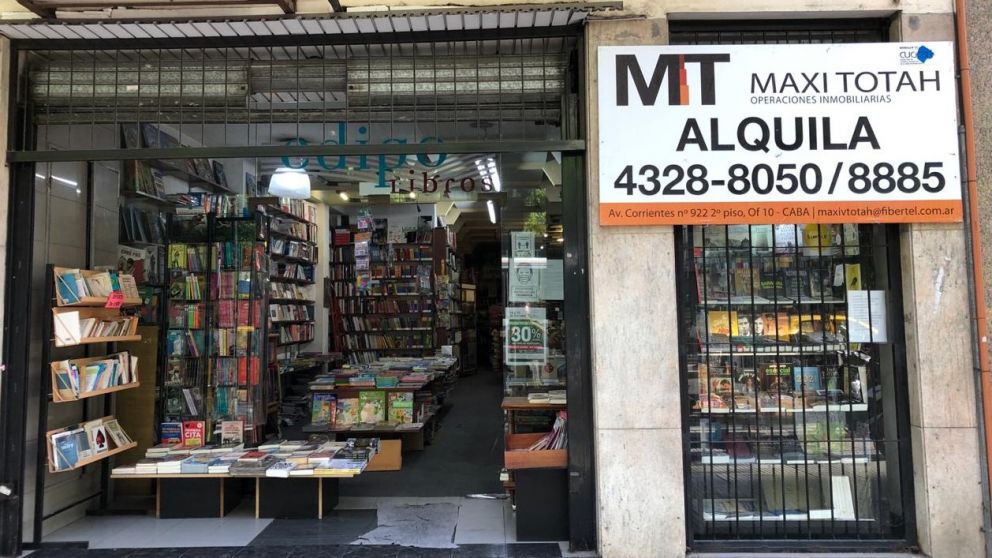 edipo
Libros
30%
CITA
MT MAXI TOTAH
OPERACIONES INMOBILIARIAS
ALQUILA
4328-8050/8885
Av. Corrientes nº 922 2º piso, Of 10 - CABA | maxivtotah@fibertel.com.ar